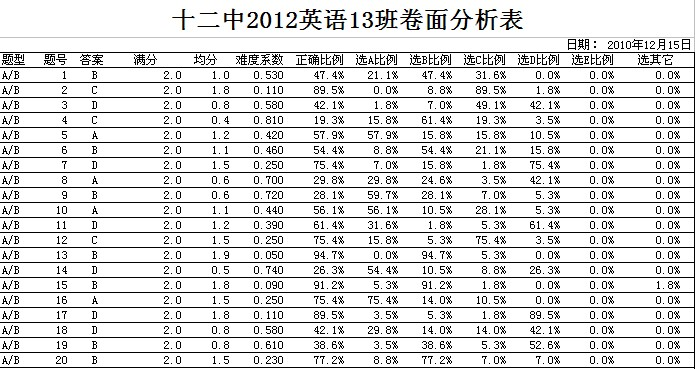 十二中2012英语13班卷面分析表
日期： 2010年12月15日
题型 题号 答案 满分 均分 难度系数 正确比例 选A比例 选B比例 选C比例 选D比例 选E比例 选其它
A/B 1 B 2.0 1.0 0.530 47.4% 21.1% 47.4% 31.6% 0.0% 0.0% 0.0%
A/B 2 C 2.0 1.8 0.110 89.5% 0.0% 8.8% 89.5% 1.8% 0.0% 0.0%
A/B 3 D 2.0 0.8 0.580 42.1% 1.8% 7.0% 49.1% 42.1% 0.0% 0.0%
A/B 4 C 2.0 0.4 0.810 19.3% 15.8% 61.4% 19.3% 3.5% 0.0% 0.0%
A/B 5 A 2.0 1.2 0.420 57.9% 57.9% 15.8% 15.8% 10.5% 0.0% 0.0%
A/B 6 B 2.0 1.1 0.460 54.4% 8.8% 54.4% 21.1% 15.8% 0.0% 0.0%
A/B 7 D 2.0 1.5 0.250 75.4% 7.0% 15.8% 1.8% 75.4% 0.0% 0.0%
A/B 8 A 2.0 0.6 0.700 29.8% 29.8% 24.6% 3.5% 42.1% 0.0% 0.0%
A/B 9 B 2.0 0.6 0.720 28.1% 59.7% 28.1% 7.0% 5.3% 0.0% 0.0%
A/B 10 A 2.0 1.1 0.440 56.1% 56.1% 10.5% 28.1% 5.3% 0.0% 0.0%
A/B 11 D 2.0 1.2 0.390 61.4% 31.6% 1.8% 5.3% 61.4% 0.0% 0.0%
A/B 12 C 2.0 1.5 0.250 75.4% 15.8% 5.3% 75.4% 3.5% 0.0% 0.0%
A/B 13 B 2.0 1.9 0.050 94.7% 0.0% 94.7% 5.3% 0.0% 0.0% 0.0%
A/B 14 D 2.0 0.5 0.740 26.3% 54.4% 10.5% 8.8% 26.3% 0.0% 0.0%
A/B 15 B 2.0 1.8 0.090 91.2% 5.3% 91.2% 1.8% 0.0% 0.0% 1.8%
A/B 16 A 2.0 1.5 0.250 75.4% 75.4% 14.0% 10.5% 0.0% 0.0% 0.0%
A/B 17 D 2.0 1.8 0.110 89.5% 3.5% 5.3% 1.8% 89.5% 0.0% 0.0%
A/B 18 D 2.0 0.8 0.580 42.1% 29.8% 14.0% 14.0% 42.1% 0.0% 0.0%
A/B 19 B 2.0 0.8 0.610 38.6% 3.5% 38.6% 5.3% 52.6% 0.0% 0.0%
A/B 20 B 2.0 1.5 0.230 77.2% 8.8% 77.2% 7.0% 7.0% 0.0% 0.0%